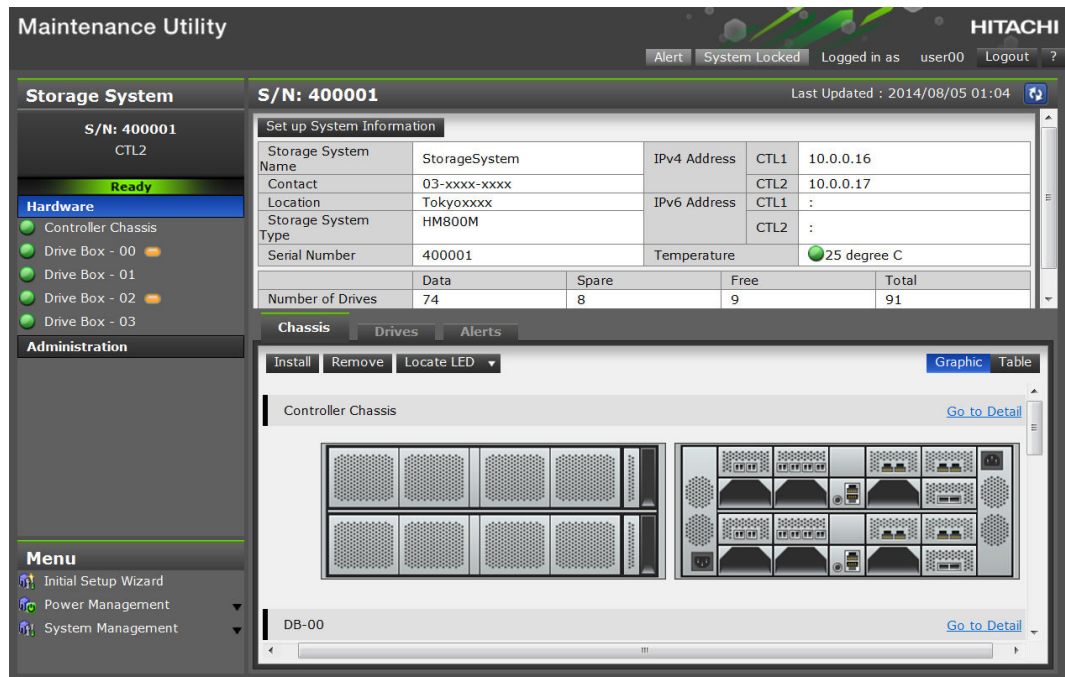 Maintenance Utility
HITACHI
Alert System Locked Logged in as user00 Logout ?
Storage System
S/N: 400001
CTL2
Ready
Hardware
Controller Chassis
Drive Box - 00
Drive Box - 01
Drive Box - 02
Drive Box - 03
Administration
Menu
Initial Setup Wizard
Power Management
System Management
S/N: 400001 Last Updated : 2014/08/05 01:04
Set up System Information
Storage System Name StorageSystem IPv4 Address CTL1 10.0.0.16
Contact 03-xxxx-xxxx CTL2 10.0.0.17
Location Tokyoxxxx IPv6 Address CTL1 :
Storage System Type HM800M CTL2 :
Serial Number 400001 Temperature 25 degree C
Data Spare Free Total
Number of Drives 74 8 9 91
Chassis Drives Alerts
Install Remove Locate LED Graphic Table
Controller Chassis Go to Detail
DB-00 Go to Detail